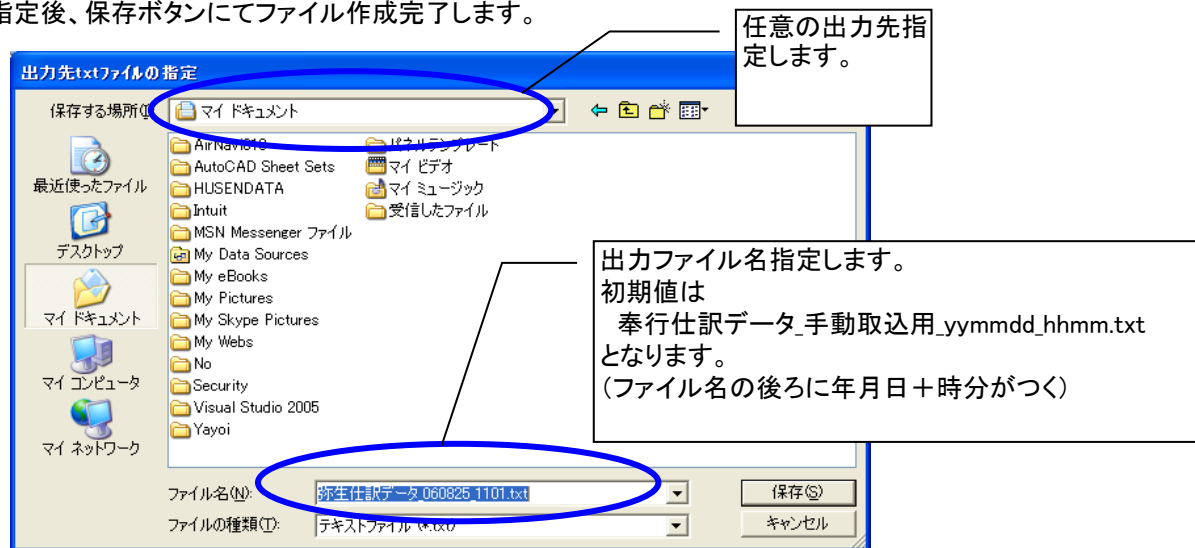 指定後、保存ボタンにてファイル作成完了します。
任意の出力先指
定します。
出力先txtファイルの指定
保存する場所(I)
マイ ドキュメント
最近使ったファイル
デスクトップ
マイ ドキュメント
マイ コンピュータ
マイ ネットワーク
AirNavi610
AutoCAD Sheet Sets
HUSENDATA
Intuit
MSN Messenger ファイル
My Data Sources
My eBooks
My Pictures
My Skype Pictures
My Webs
No
Security
Visual Studio 2005
Yayoi
パネルテンプレート
マイ ビデオ
マイ ミュージック
受信したファイル
出力ファイル名指定します。
初期値は
奉行仕訳データ_手動取込用_yymmdd_hhmm.txt
となります。
(ファイル名の後ろに年月日＋時分がつく)
ファイル名(N):
弥生仕訳データ_060825_1101.txt
保存(S)
ファイルの種類(T):
テキストファイル (*.txt)
キャンセル